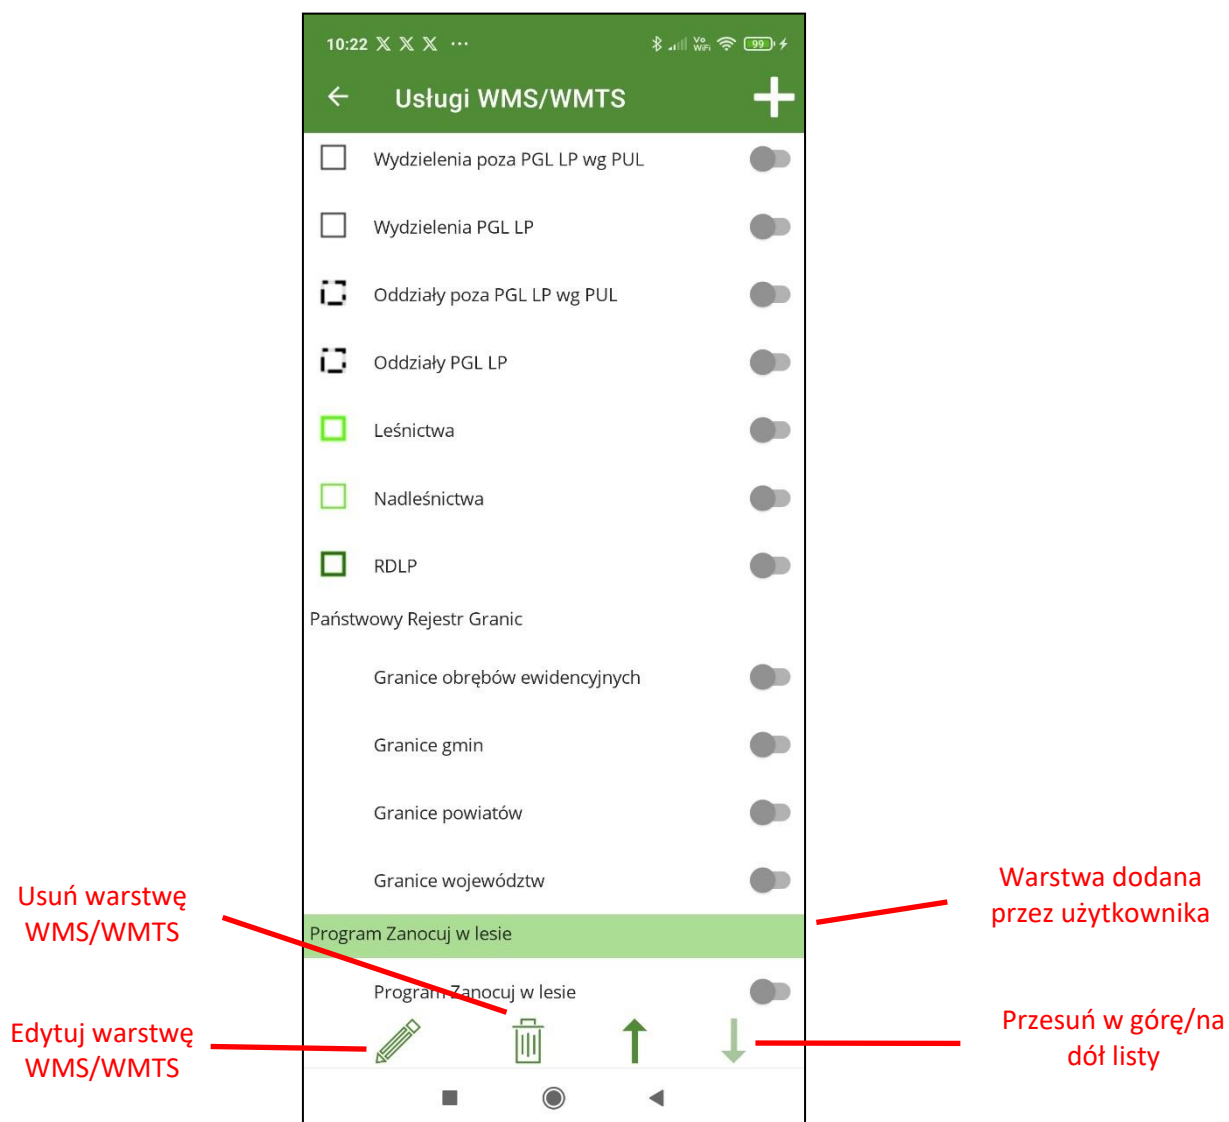 10:22 X X X ...
Vo
WiFi
99
Usługi WMS/WMTS
Wydzielenia poza PGL LP wg PUL
Wydzielenia PGL LP
Oddziały poza PGL LP wg PUL
Oddziały PGL LP
Leśnictwa
Nadleśnictwa
RDLP
Państwowy Rejestr Granic
Granice obrębów ewidencyjnych
Granice gmin
Granice powiatów
Granice województw
Program Zanocuj w lesie
Program Zanocuj w lesie
Usuń warstwę
WMS/WMTS
Edytuj warstwę
WMS/WMTS
Warstwa dodana
przez użytkownika
Przesuń w górę/na
dół listy